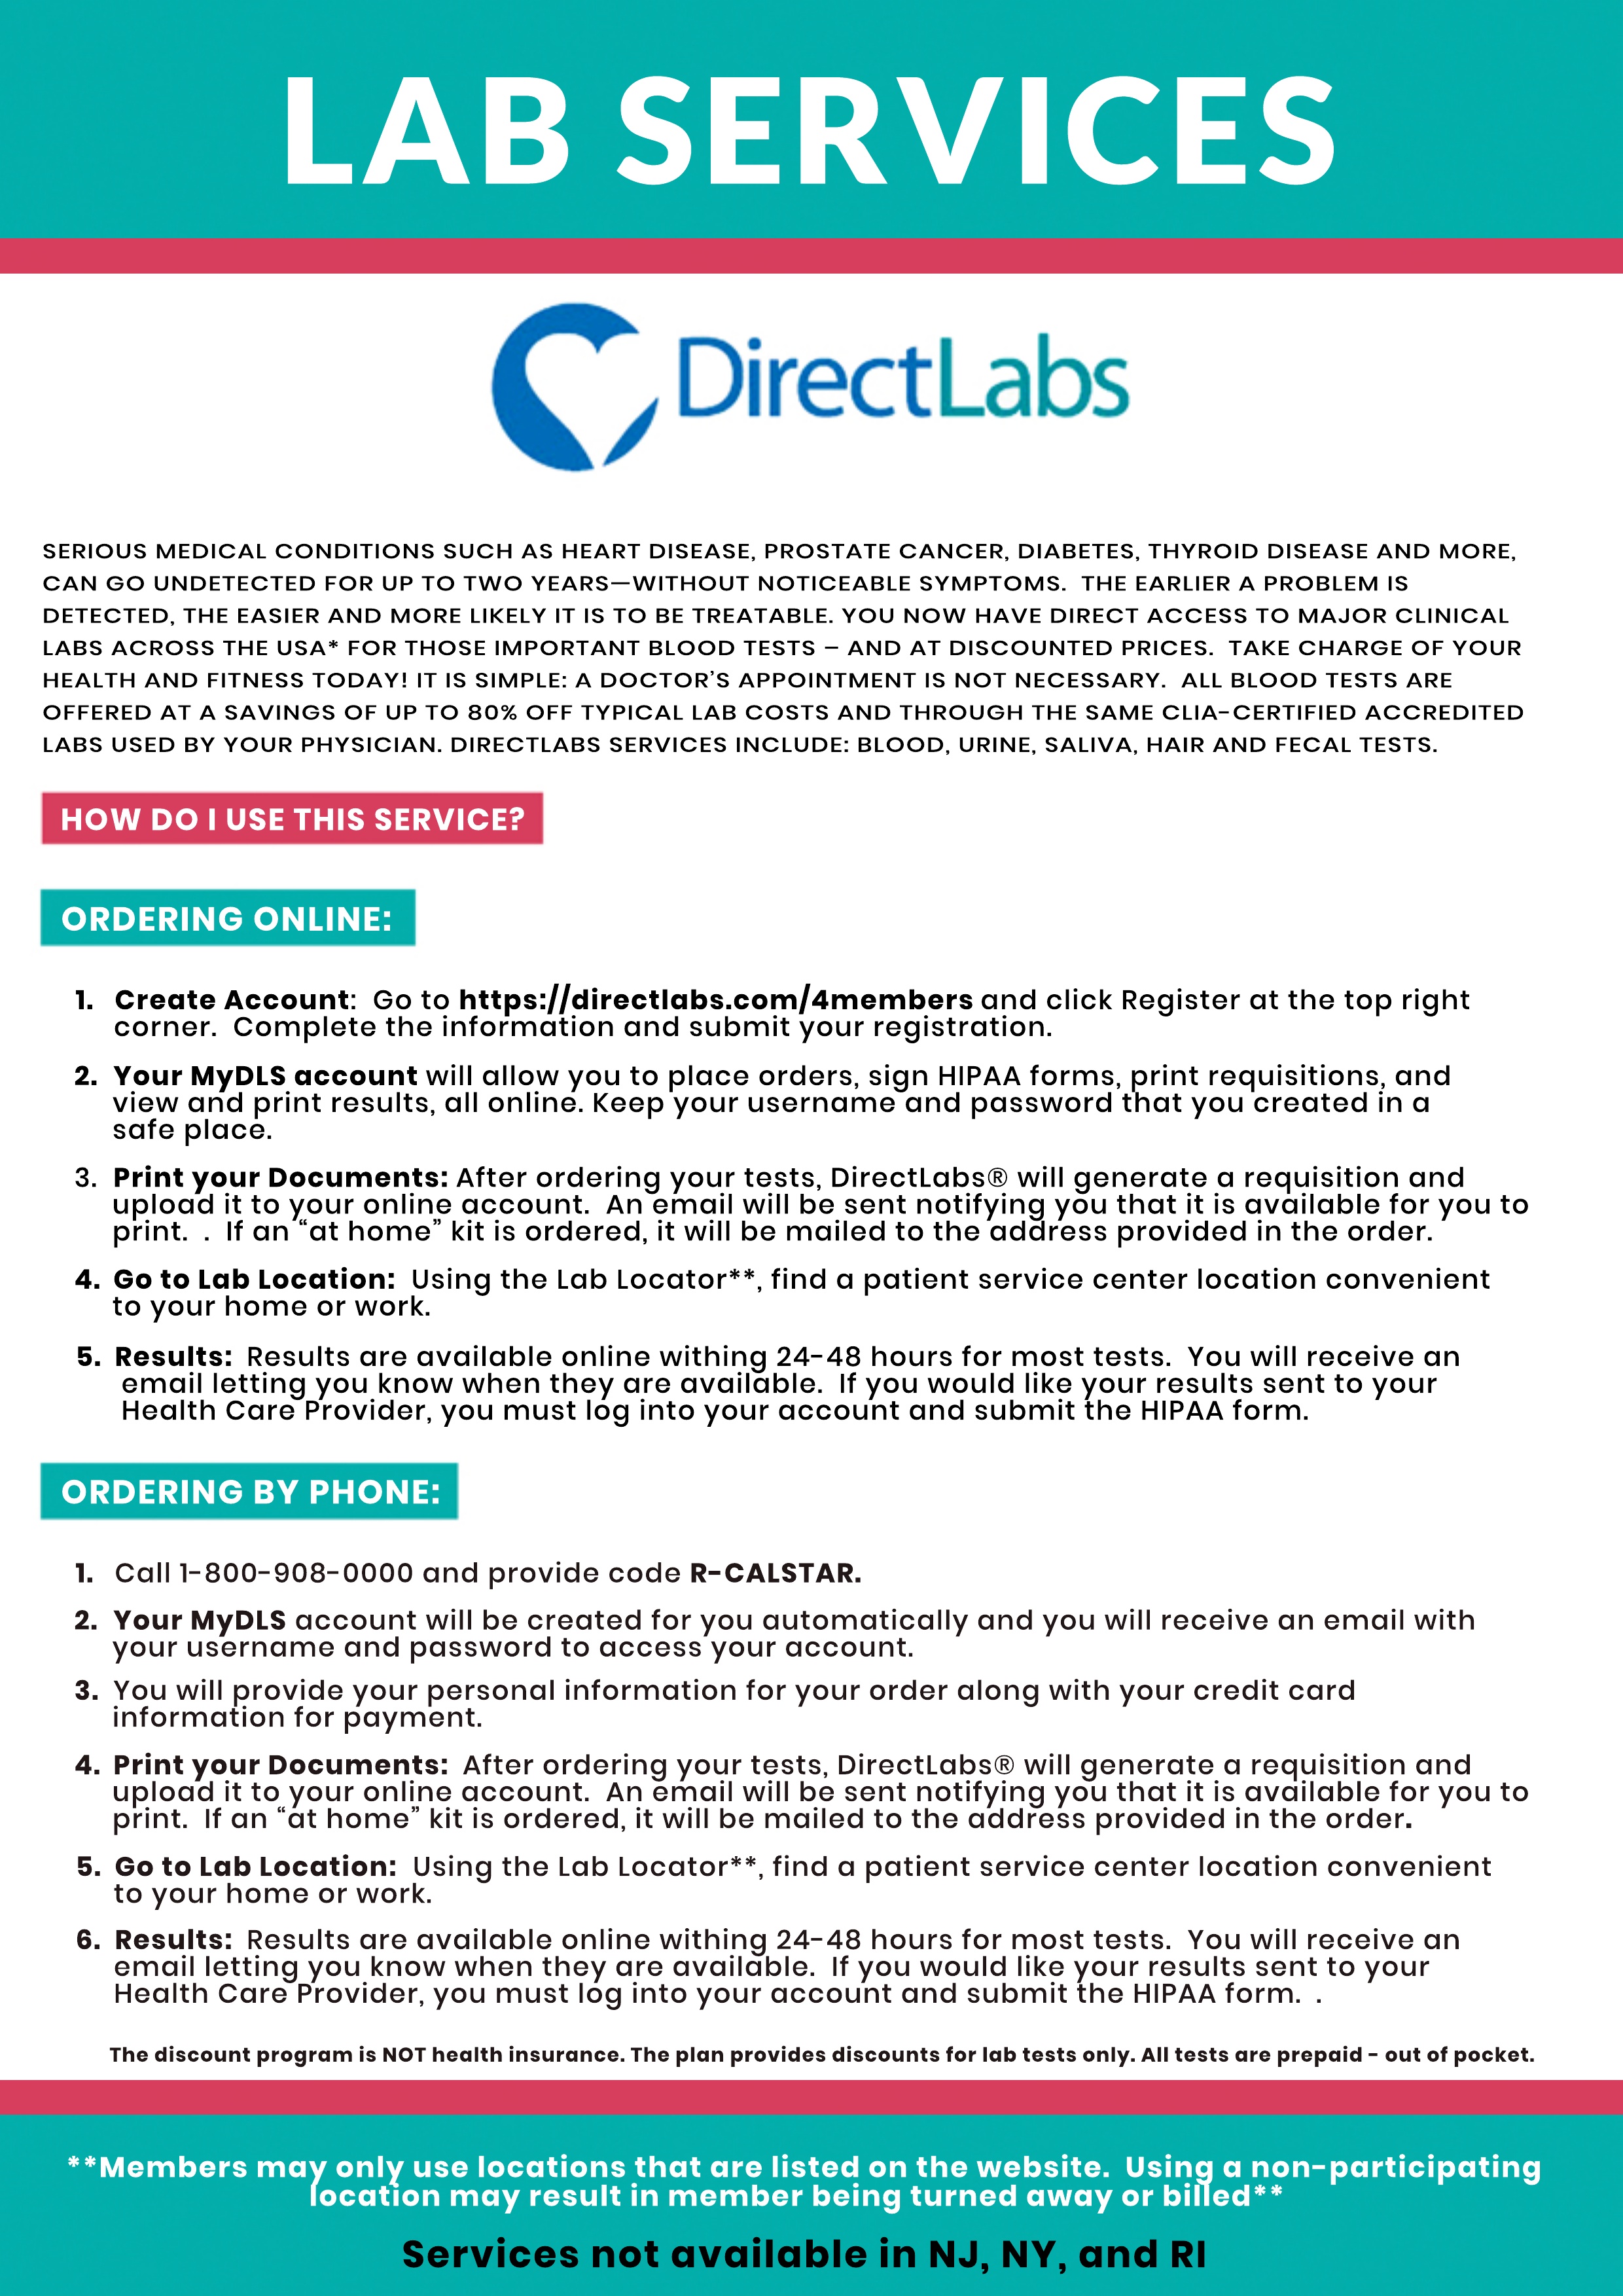 LAB SERVICES
DirectLabs
SERIOUS MEDICAL CONDITIONS SUCH AS HEART DISEASE, PROSTATE CANCER, DIABETES, THYROID DISEASE AND MORE,
CAN GO UNDETECTED FOR UP TO TWO YEARS—WITHOUT NOTICEABLE SYMPTOMS.  THE EARLIER A PROBLEM IS
DETECTED, THE EASIER AND MORE LIKELY IT IS TO BE TREATABLE. YOU NOW HAVE DIRECT ACCESS TO MAJOR CLINICAL
LABS ACROSS THE USA* FOR THOSE IMPORTANT BLOOD TESTS – AND AT DISCOUNTED PRICES.  TAKE CHARGE OF YOUR
HEALTH AND FITNESS TODAY! IT IS SIMPLE: A DOCTOR'S APPOINTMENT IS NOT NECESSARY.  ALL BLOOD TESTS ARE
OFFERED AT A SAVINGS OF UP TO 80% OFF TYPICAL LAB COSTS AND THROUGH THE SAME CLIA-CERTIFIED ACCREDITED
LABS USED BY YOUR PHYSICIAN. DIRECTLABS SERVICES INCLUDE: BLOOD, URINE, SALIVA, HAIR AND FECAL TESTS.
HOW DO I USE THIS SERVICE?
ORDERING ONLINE:
1. Create Account:  Go to https://directlabs.com/4members and click Register at the top right
corner.  Complete the information and submit your registration.
2. Your MyDLS account will allow you to place orders, sign HIPAA forms, print requisitions, and
view and print results, all online. Keep your username and password that you created in a
safe place.
3. Print your Documents: After ordering your tests, DirectLabs® will generate a requisition and
upload it to your online account.  An email will be sent notifying you that it is available for you to
print.  .  If an “at home” kit is ordered, it will be mailed to the address provided in the order.
4. Go to Lab Location:  Using the Lab Locator**, find a patient service center location convenient
to your home or work.
5. Results:  Results are available online withing 24-48 hours for most tests.  You will receive an
email letting you know when they are available.  If you would like your results sent to your
Health Care Provider, you must log into your account and submit the HIPAA form.
ORDERING BY PHONE:
1. Call 1-800-908-0000 and provide code R-CALSTAR.
2. Your MyDLS account will be created for you automatically and you will receive an email with
your username and password to access your account.
3. You will provide your personal information for your order along with your credit card
information for payment.
4. Print your Documents:  After ordering your tests, DirectLabs® will generate a requisition and
upload it to your online account.  An email will be sent notifying you that it is available for you to
print.  If an “at home” kit is ordered, it will be mailed to the address provided in the order.
5. Go to Lab Location:  Using the Lab Locator**, find a patient service center location convenient
to your home or work.
6. Results:  Results are available online withing 24-48 hours for most tests.  You will receive an
email letting you know when they are available.  If you would like your results sent to your
Health Care Provider, you must log into your account and submit the HIPAA form.  .
The discount program is NOT health insurance. The plan provides discounts for lab tests only. All tests are prepaid - out of pocket.
**Members may only use locations that are listed on the website.  Using a non-participating
location may result in member being turned away or billed**
Services not available in NJ, NY, and RI